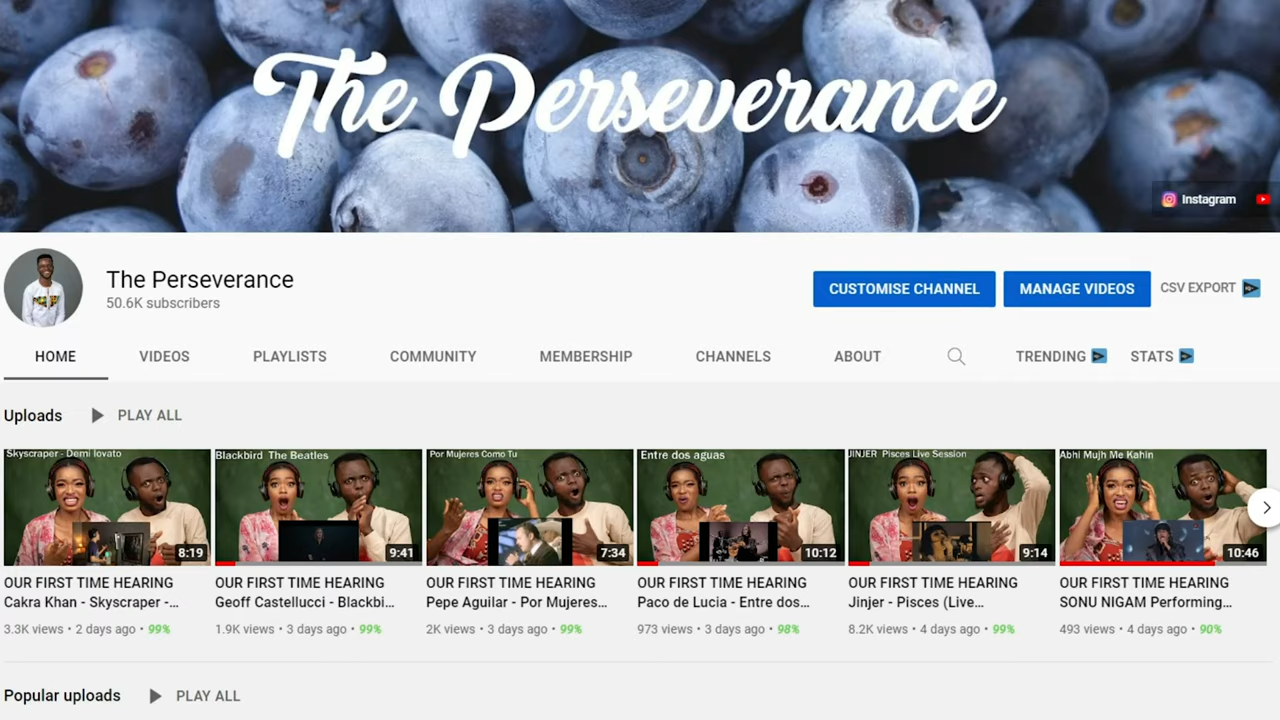 The Perseverance
Instagram
The Perseverance
50.6K subscribers
CUSTOMISE CHANNEL
MANAGE VIDEOS
CSV EXPORT
HOME
VIDEOS
PLAYLISTS
COMMUNITY
MEMBERSHIP
CHANNELS
ABOUT
TRENDING
STATS
Uploads
PLAY ALL
Skyscraper - Demi lovato
8:19
OUR FIRST TIME HEARING
Cakra Khan - Skyscraper -...
3.3K views • 2 days ago • 99%
Blackbird The Beatles
9:41
OUR FIRST TIME HEARING
Geoff Castellucci - Blackbi...
1.9K views • 3 days ago • 99%
Por Mujeres Como Tu
7:34
OUR FIRST TIME HEARING
Pepe Aguilar - Por Mujeres...
2K views • 3 days ago • 99%
Entre dos aguas
10:12
OUR FIRST TIME HEARING
Paco de Lucia - Entre dos...
973 views • 3 days ago • 98%
JINJER Pisces Live Session
9:14
OUR FIRST TIME HEARING
Jinjer - Pisces (Live...
8.2K views • 4 days ago • 99%
Abhi Mujh Me Kahin
10:46
OUR FIRST TIME HEARING
SONU NIGAM Performing...
493 views • 4 days ago • 90%
Popular uploads
PLAY ALL